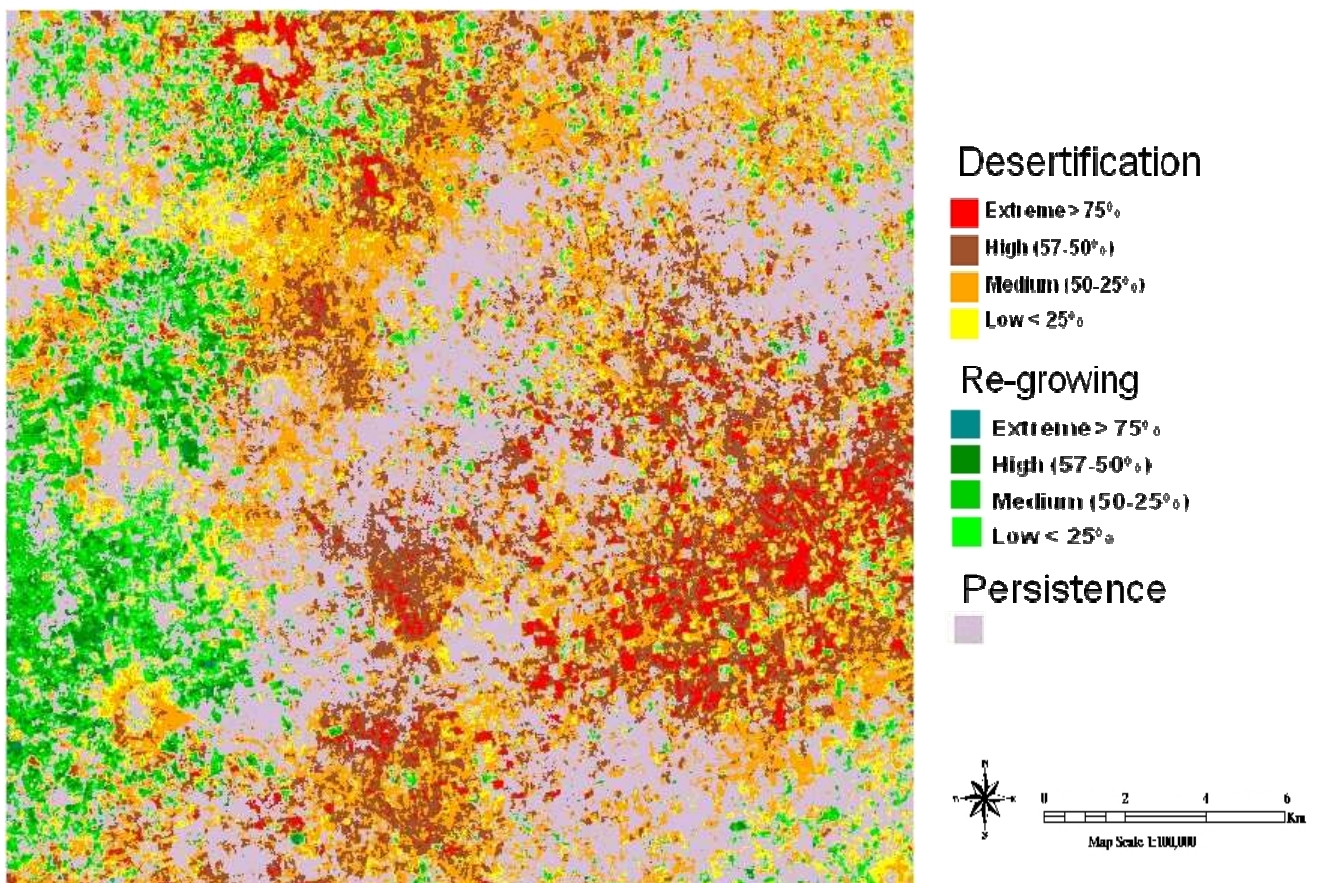 Desertification
Extreme > 75%
High (57-50%)
Medium (50-25%)
Low < 25%
Re-growing
Extreme > 75%
High (57-50%)
Medium (50-25%)
Low < 25%
Persistence
N
S
0 2 4 6
Km
Map Scale 1:100,000